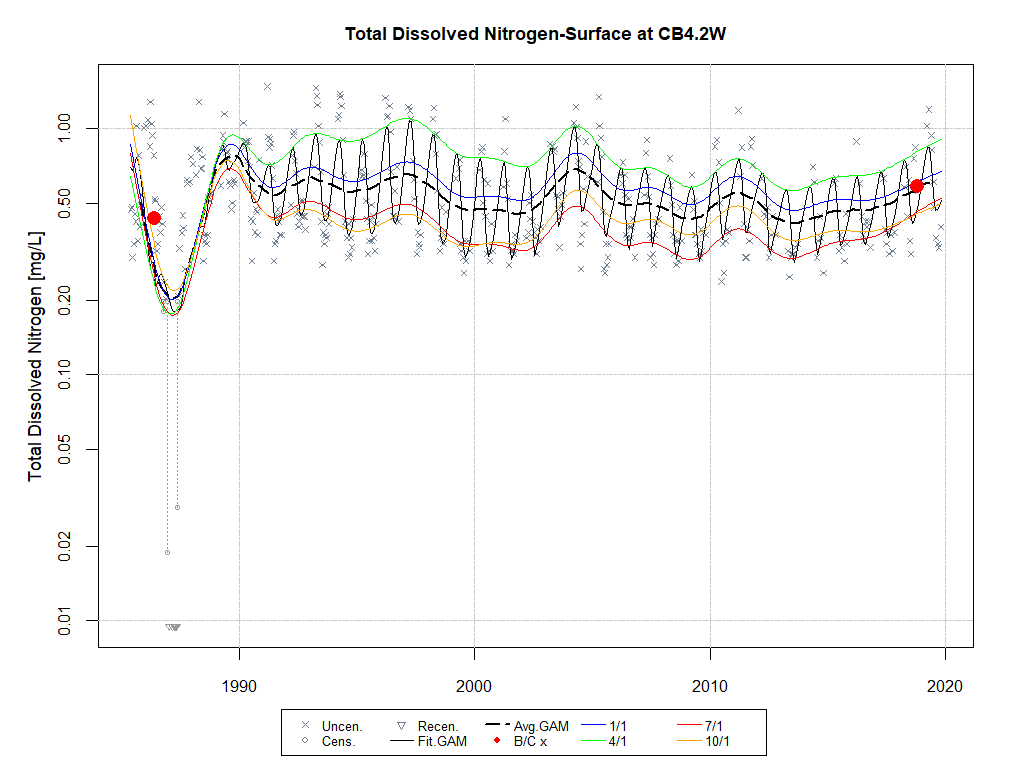 Total Dissolved Nitrogen-Surface at CB4.2W
Total Dissolved Nitrogen [mg/L]
1.00
0.50
0.20
0.10
0.05
0.02
0.01
1990 2000 2010 2020
Uncen. Recen. Avg.GAM 1/1 7/1
Cens. Fit.GAM B/C x 4/1 10/1